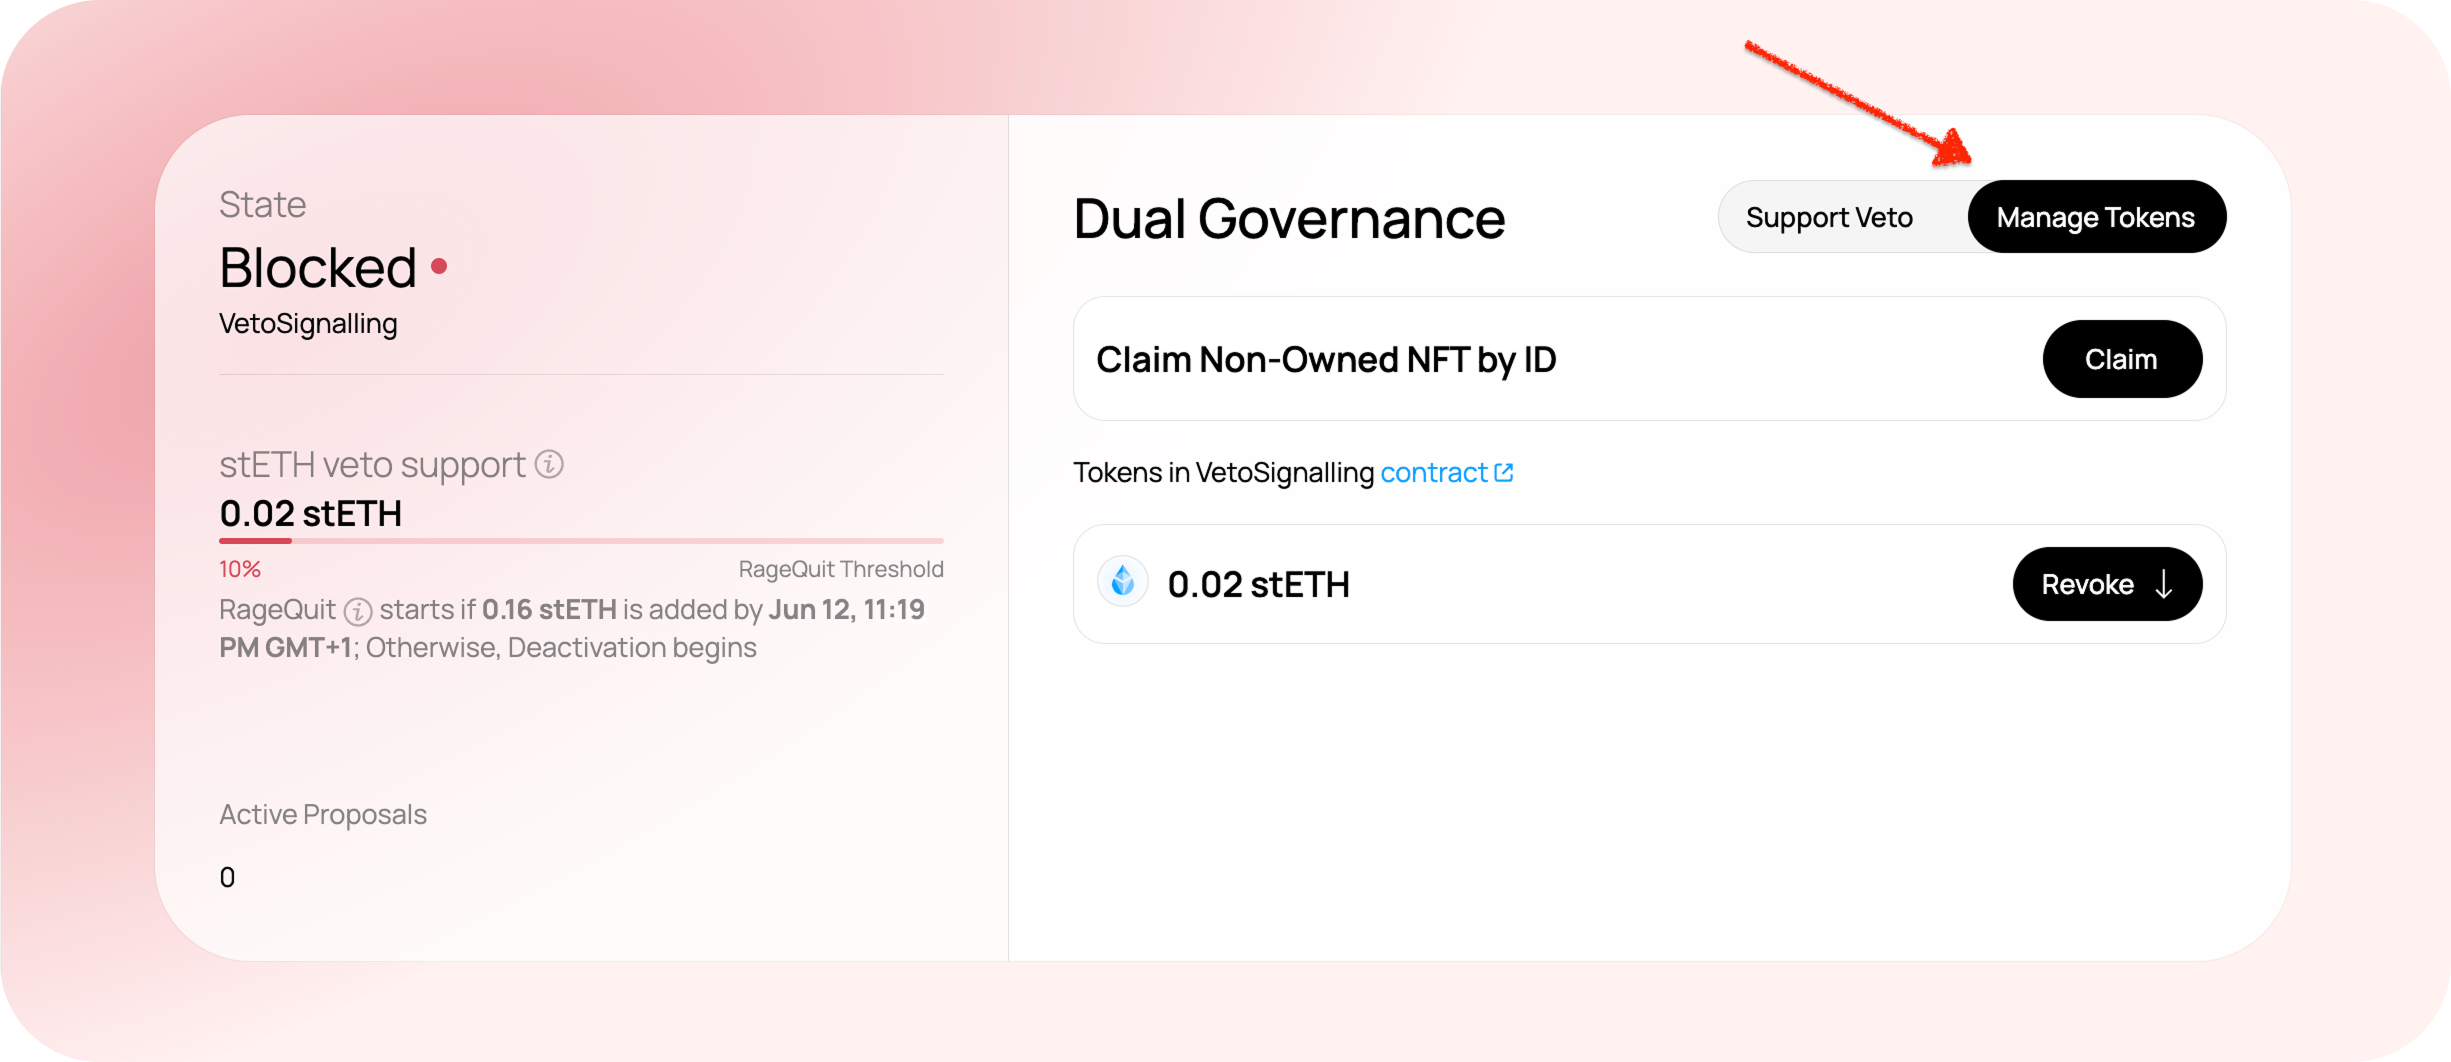 State
Blocked
VetoSignalling
stETH veto support
0.02 stETH
10%
RageQuit Threshold
RageQuit starts if 0.16 stETH is added by Jun 12, 11:19
PM GMT+1; Otherwise, Deactivation begins
Active Proposals
0
Dual Governance
Support Veto
Manage Tokens
Claim Non-Owned NFT by ID
Claim
Tokens in VetoSignalling contract
0.02 stETH
Revoke